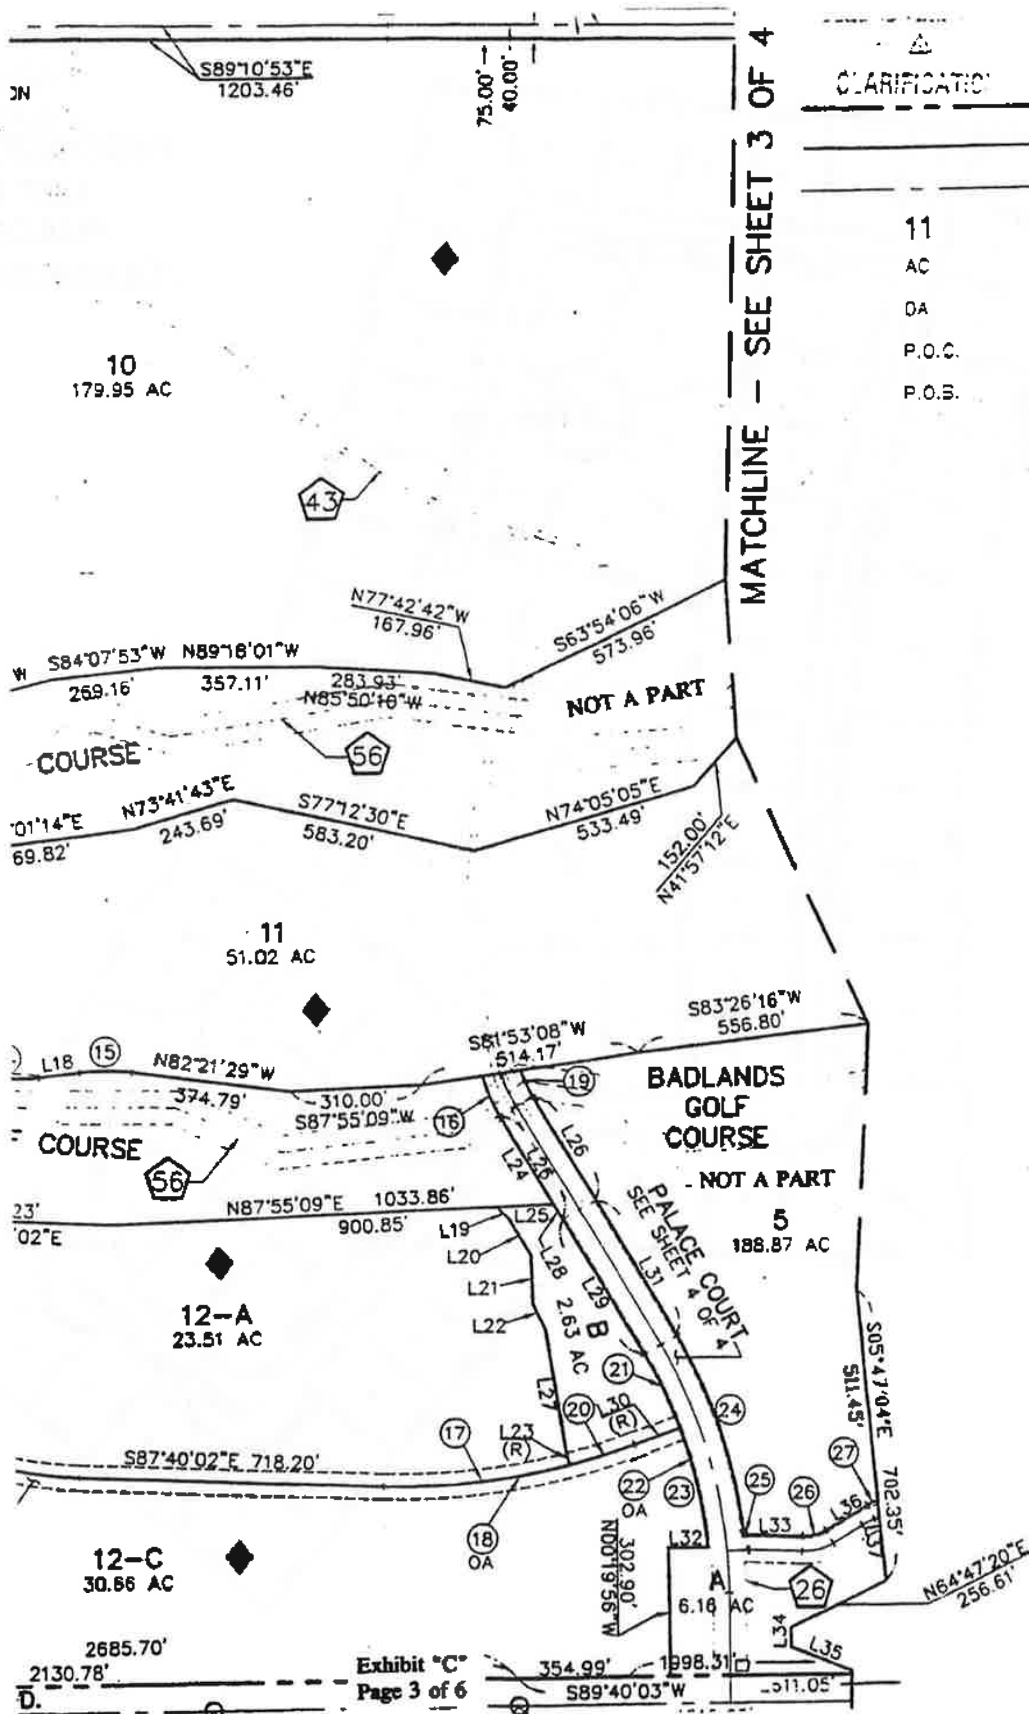 S89°10'53"E
1203.46'
75.00'
40.00'
MATCHLINE - SEE SHEET 3 OF 4
CLARIFICATION
11
AC
OA
P.O.C.
P.O.B.
10
179.95 AC
43
N77°42'42"W
167.96'
S63°54'06"W
573.96'
W
S84°07'53"W
269.16'
N89°18'01"W
357.11'
283.93'
N85°50'10"W
NOT A PART
COURSE
56
'01'14"E
69.82'
N73°41'43"E
243.69'
S77°12'30"E
583.20'
N74°05'05"E
533.49'
152.00'
N41°57'12"E
11
51.02 AC
S83°26'16"W
556.80'
S81°53'08"W
514.17'
L18
15
N82°21'29"W
374.79'
310.00'
S87°55'09"W
16
19
BADLANDS
GOLF
COURSE
- NOT A PART
5
188.87 AC
COURSE
56
L24
L26
L26
23'
'02"E
N87°55'09"E 1033.86'
900.85'
L19
L20
L21
L22
L25
L28
L29
L31
PALACE COURT
SEE SHEET 4 OF 4
B
2.63 AC
12-A
23.51 AC
S05°47'04"E
511.45'
702.35'
21
24
L27
L23
(R)
20
L30
(R)
17
S87°40'02"E 718.20'
18
OA
22
OA
23
25
26
27
L33
L36
L37
L32
12-C
30.66 AC
302.90'
N00°19'56"W
A
6.16 AC
26
N64°47'20"E
256.61'
L34
L35
2685.70'
2130.78'
D.
Exhibit "C"
Page 3 of 6
354.99'
1998.31'
S89°40'03"W
511.05'